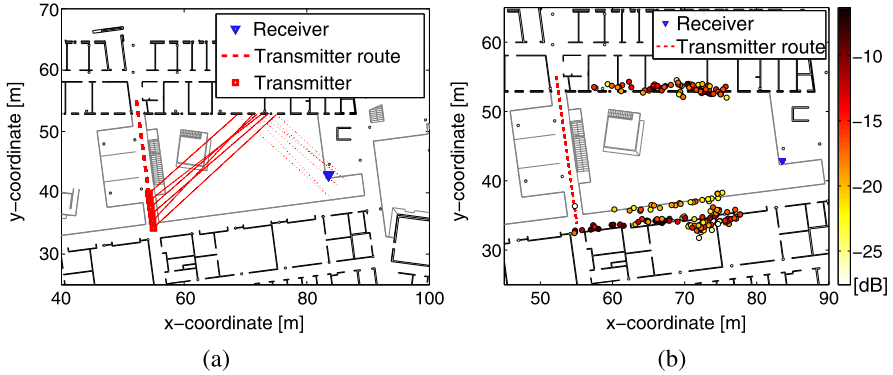 70
60
50
40
30
y−coordinate [m]
40
60
80
100
x−coordinate [m]
Receiver
Transmitter route
Transmitter
(a)
60
50
40
30
y−coordinate [m]
50
60
70
80
90
x−coordinate [m]
Receiver
Transmitter route
−10
−15
−20
−25
[dB]
(b)